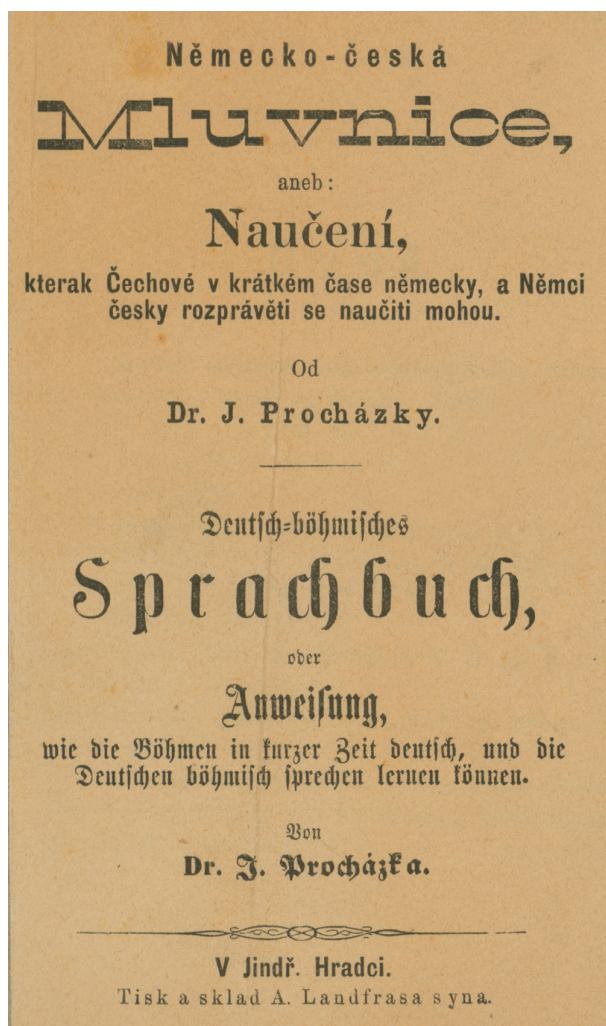 Německo-česká
Mluvnice,
aneb:
Naučení,
kterak Čechové v krátkém čase německy, a Němci
česky rozprávěti se naučiti mohou.
Od
Dr. J. Procházky.
Deutsch-böhmisches
Sprachbuch,
oder
Anweisung,
wie die Böhmen in kurzer Zeit deutsch, und die
Deutschen böhmisch sprechen lernen können.
Von
Dr. J. Procházka.
V Jindř. Hradci.
Tisk a sklad A. Landfrasa syna.